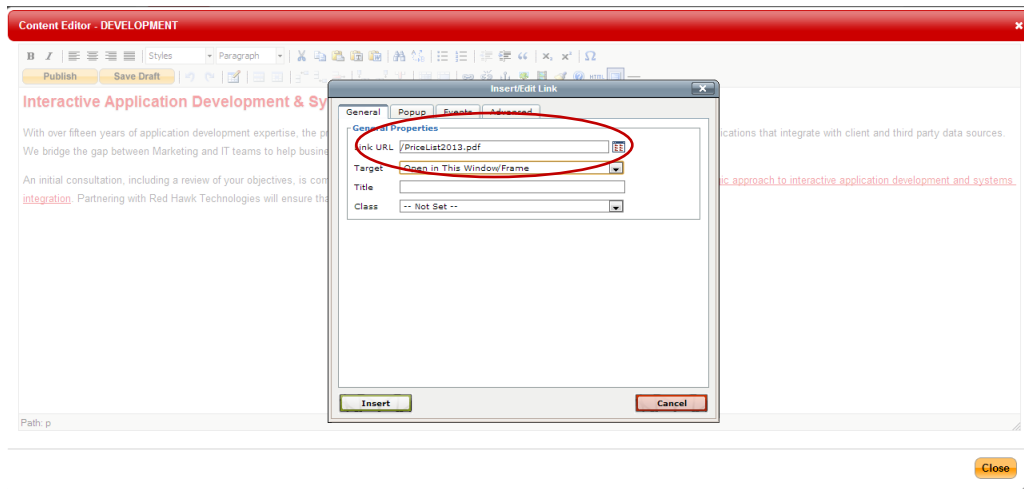 Content Editor - DEVELOPMENT
B I Styles Paragraph
Publish Save Draft HTML
Insert/Edit Link
Interactive Application Development & Sy
General Popup Events Advanced
General Properties
With over fifteen years of application development expertise, the pr
ications that integrate with client and third party data sources.
Link URL /PriceList2013.pdf
We bridge the gap between Marketing and IT teams to help busine
Target Open in This Window/Frame
An initial consultation, including a review of your objectives, is com
ic approach to interactive application development and systems
Title
integration. Partnering with Red Hawk Technologies will ensure tha
Class -- Not Set --
Insert Cancel
Path: p
Close